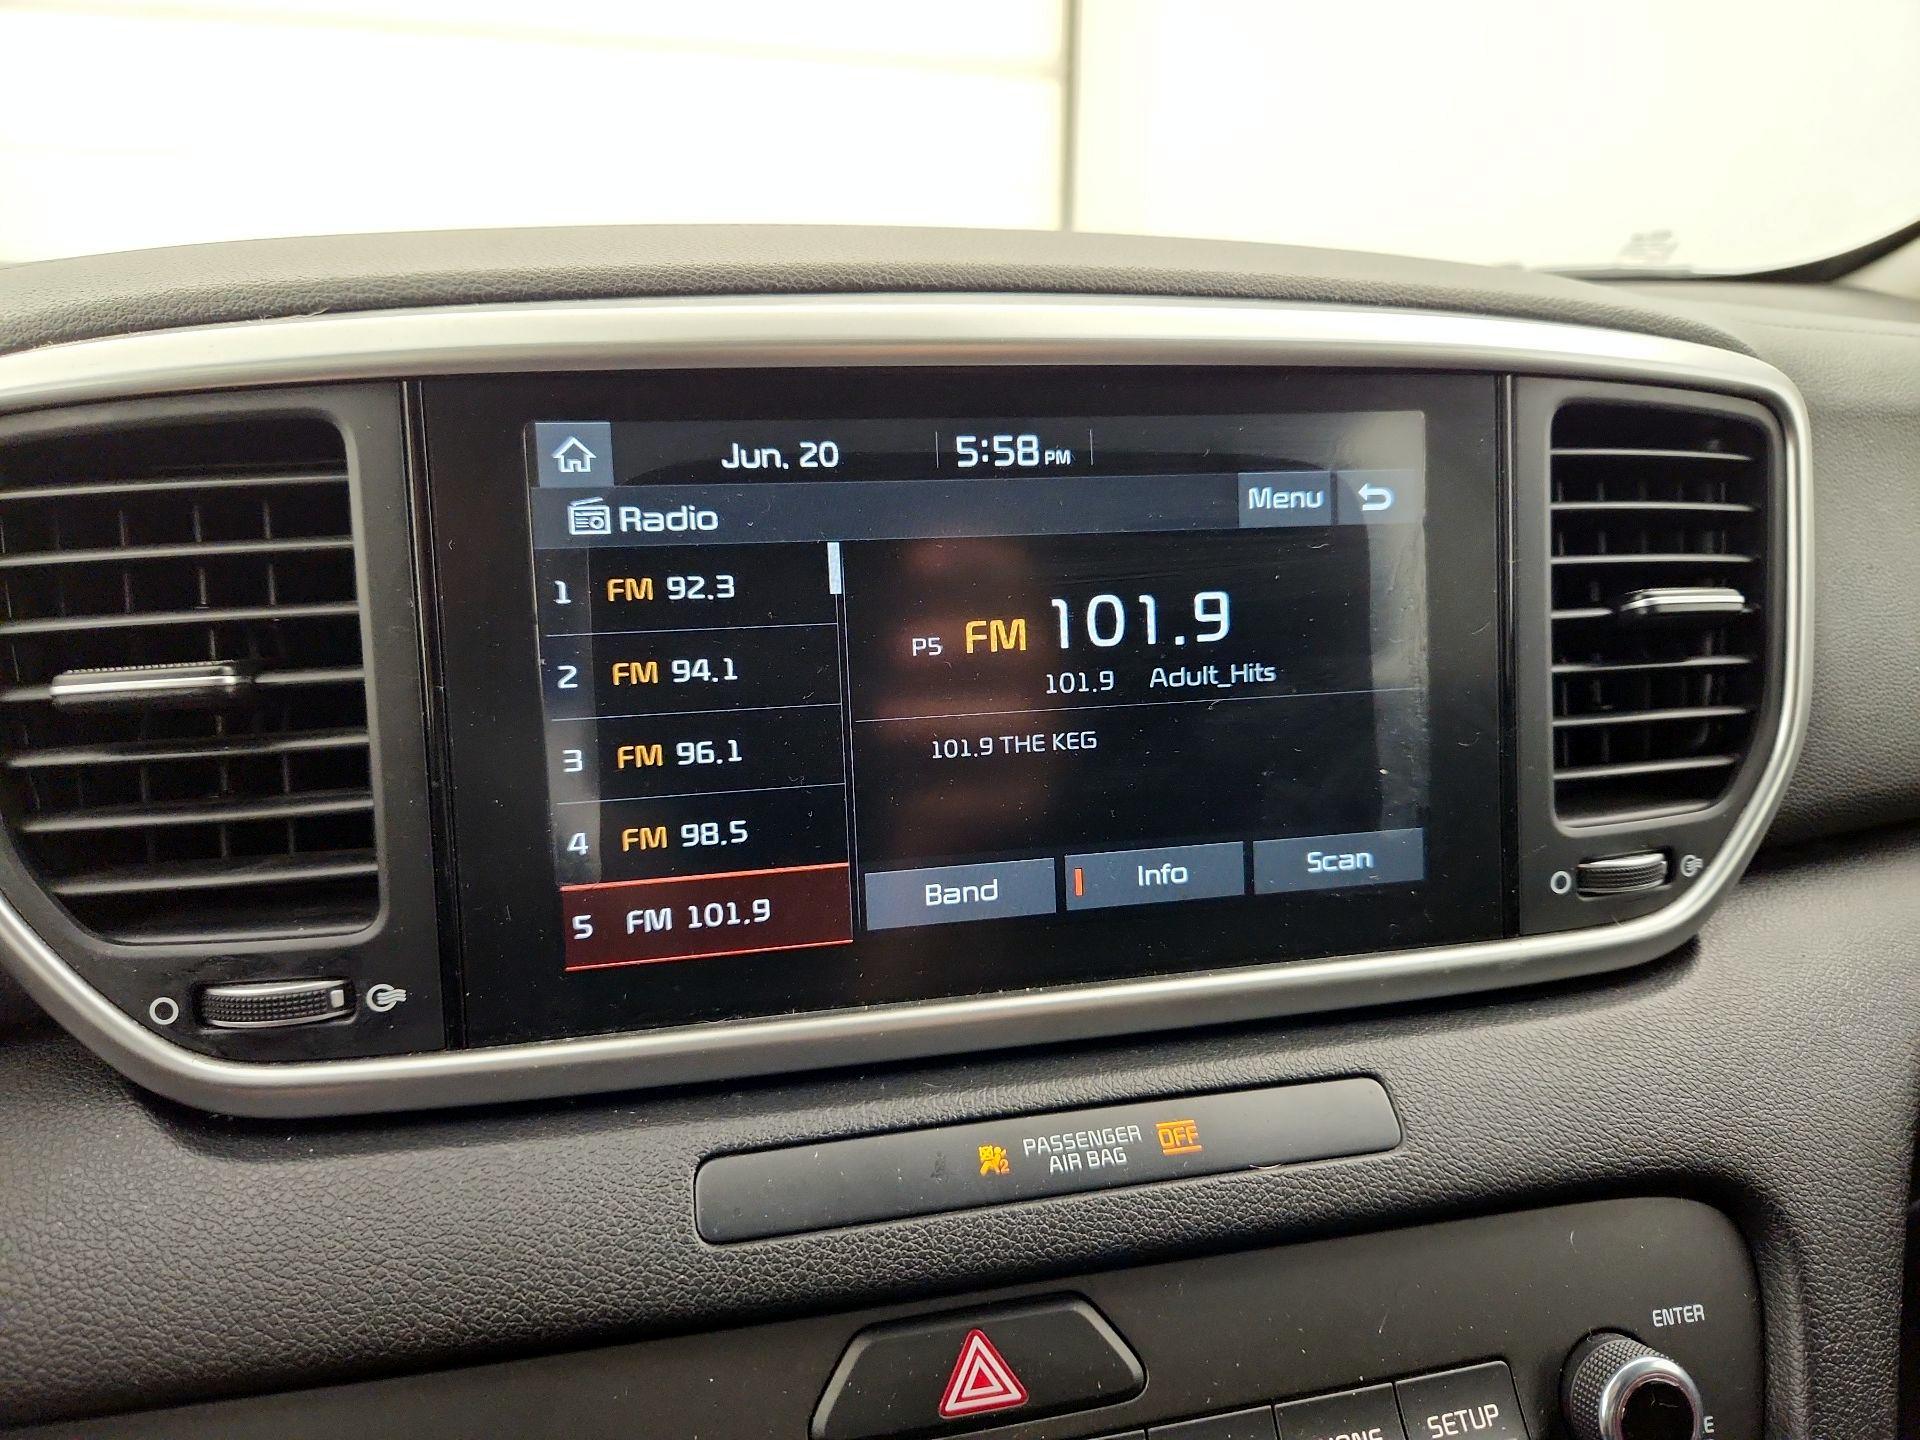 Jun. 20 5:58 PM
Radio Menu
1 FM 92.3
2 FM 94.1
3 FM 96.1
4 FM 98.5
5 FM 101.9
P5 FM 101.9
101.9 Adult_Hits
101.9 THE KEG
Band Info Scan
PASSENGER OFF
AIR BAG
ENTER
SETUP